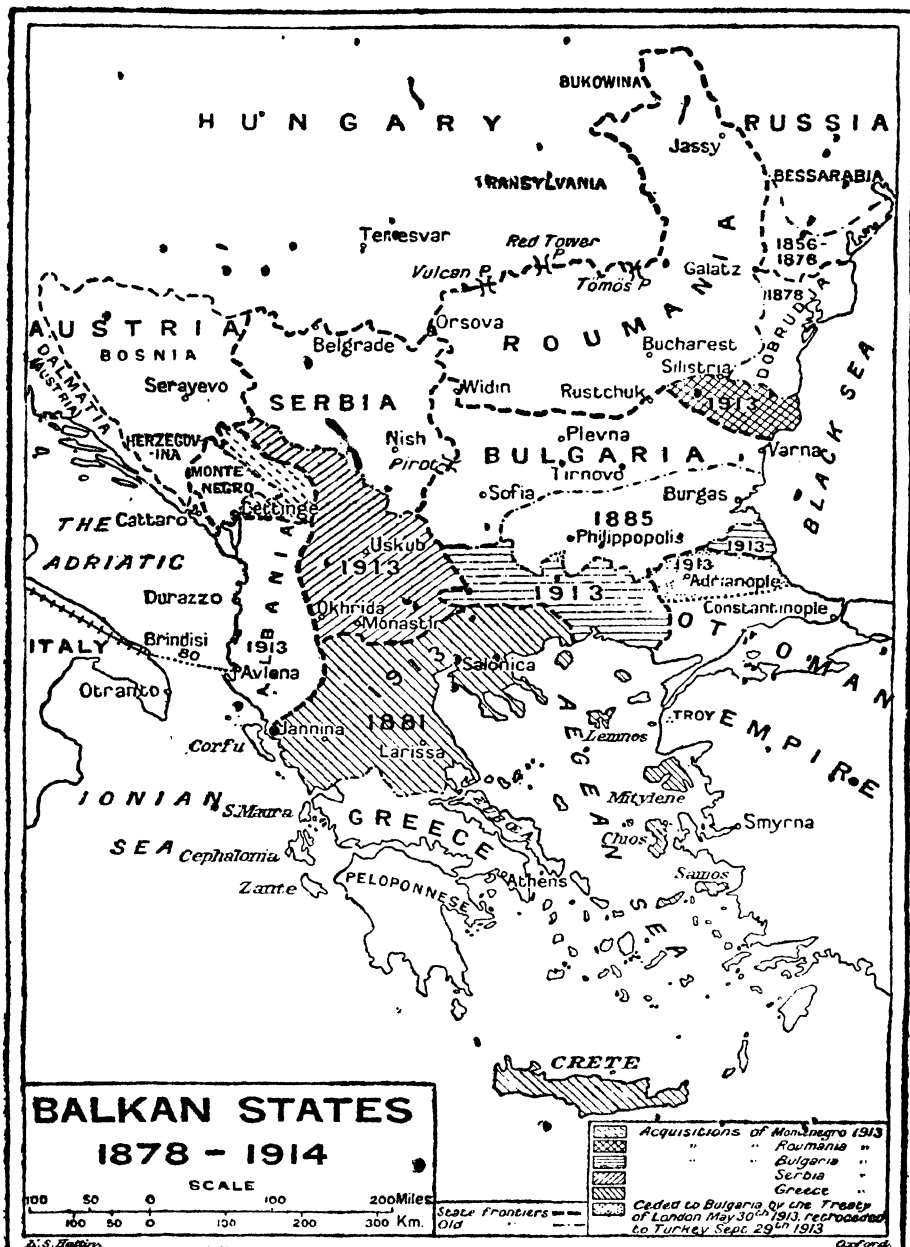 BUKOWINA
HUNGARY
RUSSIA
Jassy
BESSARABIA
TRANSYLVANIA
1856-
1878
Temesvar
Red Tower
P.
Vulcan P.
Tömös P.
Galatz
1878
DOBRUDJA
AUSTRIA
BOSNIA
Orsova
ROUMANIA
Belgrade
Bucharest
Silistria
DALMATIA
(AUSTRIA)
Serayevo
SERBIA
Widin
Rustchuk
1913
BLACK SEA
HERZEGOV-
INA
Nish
Pirot
Plevna
BULGARIA
Varna
Tirnovo
MONTE
NEGRO
Sofia
Burgas
THE
ADRIATIC
Cattaro
Cettinge
1885
Philippopolis
1913
Uskub
1913
1913
Adrianople
ALBANIA
1913
Durazzo
Okhrida
Monastir
Constantinople
ITALY
Brindisi
80
1913
Avlena
Salonica
1913
OTTOMAN
EMPIRE
Otranto
AEGEAN
SEA
Jannina
1881
Larissa
Corfu
Lemnos
TROY
IONIAN
SEA
S. Maura
GREECE
EUBŒA
Mitylene
Smyrna
Cephalonia
Chios
Zante
PELOPONNESE
Athens
Samos
CRETE
BALKAN STATES
1878 - 1914
SCALE
100 50 0 100 200 Miles
100 50 0 100 200 300 Km.
State frontiers
Old "
Acquisitions of Montenegro 1913
" " Roumania "
" " Bulgaria "
Serbia "
Greece "
Ceded to Bulgaria by the Treaty
of London May 30th 1913, retroceded
to Turkey Sept. 29th 1913
Oxford